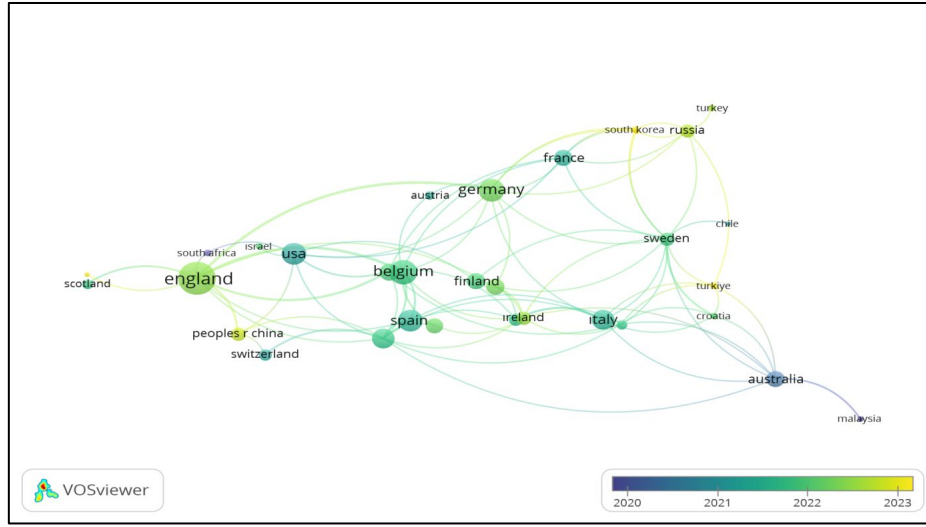 turkey
south korea
russia
france
germany
austria
chile
sweden
israel
south africa
usa
belgium
england
finland
scotland
turkiye
ireland
croatia
spain
italy
peoples r china
switzerland
australia
malaysia
VOSviewer
2020 2021 2022 2023